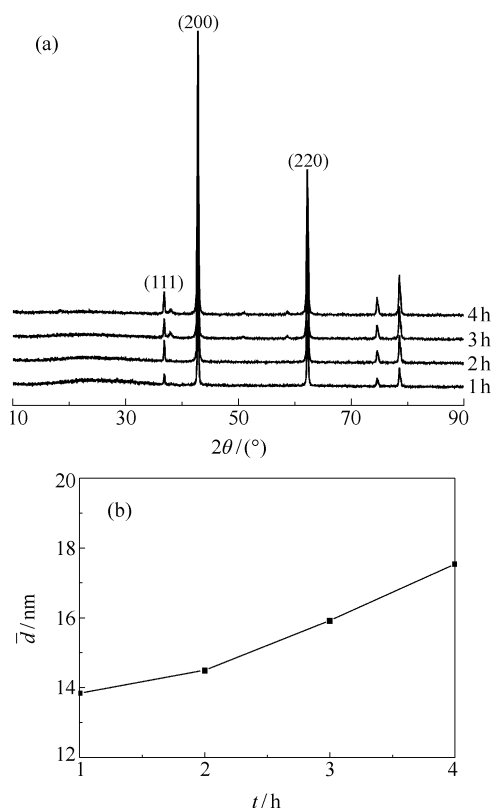 (a)
(200)
(220)
(111)
4 h
3 h
2 h
1 h
10 30 50 70 90
2θ/(°)
(b)
20
18
16
14
12
d̄/nm
1 2 3 4
t/h